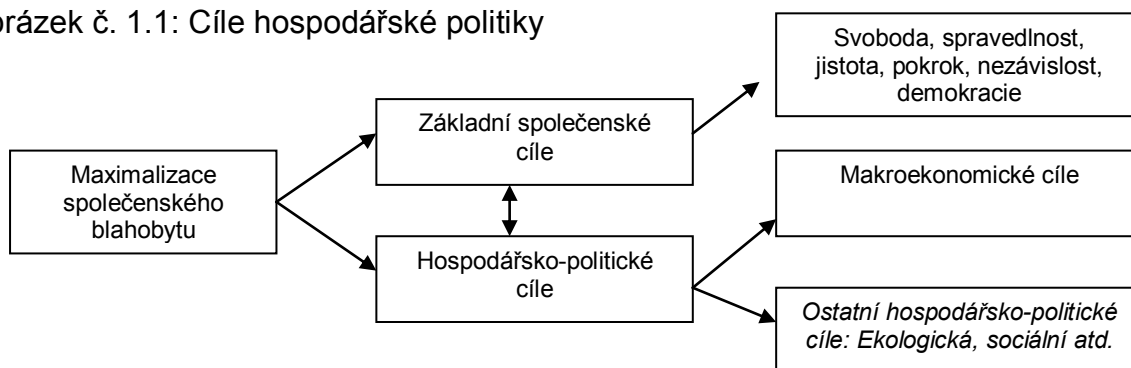 rázek č. 1.1: Cíle hospodářské politiky
Svoboda, spravedlnost,
jistota, pokrok, nezávislost,
demokracie
Základní společenské
cíle
Maximalizace
společenského
blahobytu
Makroekonomické cíle
Hospodářsko-politické
cíle
Ostatní hospodářsko-politické
cíle: Ekologická, sociální atd.